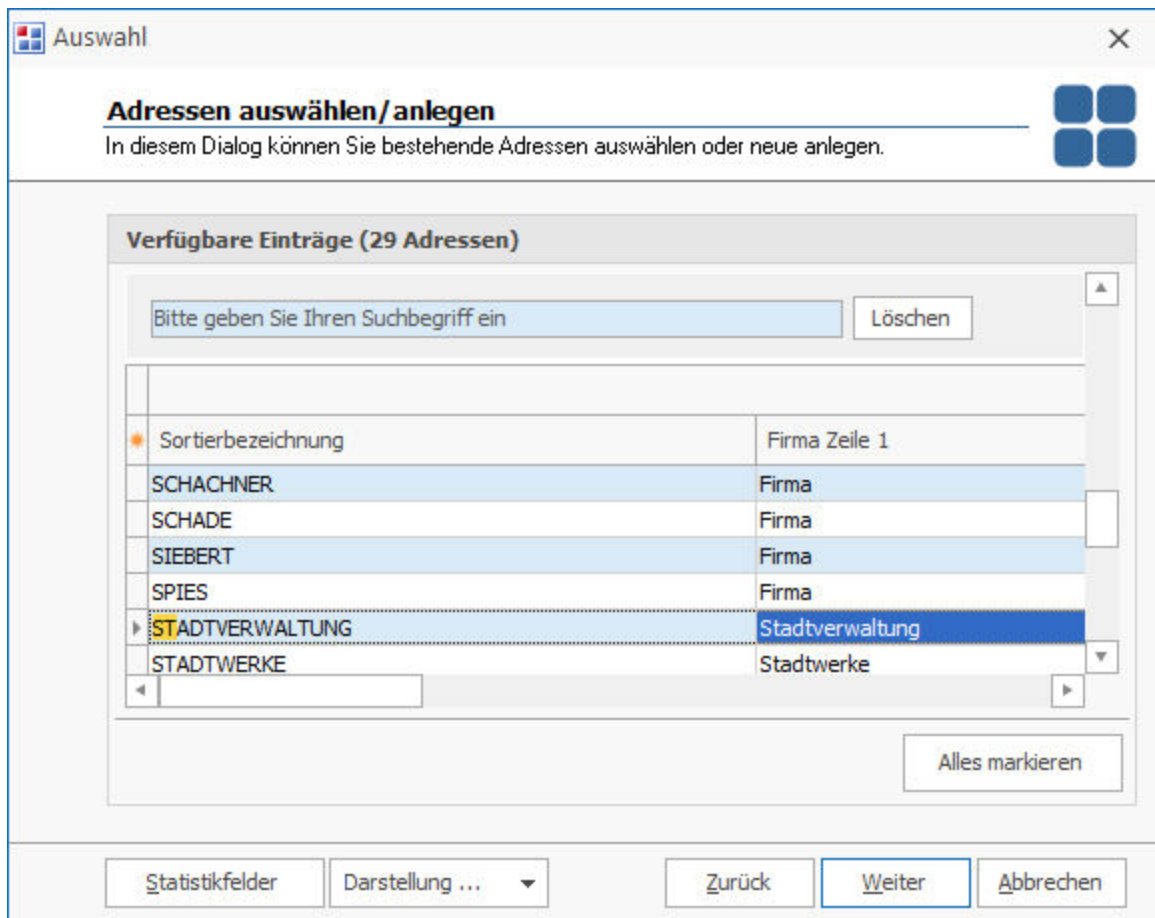 Auswahl
Adressen auswählen/anlegen
In diesem Dialog können Sie bestehende Adressen auswählen oder neue anlegen.
Verfügbare Einträge (29 Adressen)
Bitte geben Sie Ihren Suchbegriff ein Löschen
Sortierbezeichnung Firma Zeile 1
SCHACHNER Firma
SCHADE Firma
SIEBERT Firma
SPIES Firma
STADTVERWALTUNG Stadtverwaltung
STADTWERKE Stadtwerke
Alles markieren
Statistikfelder Darstellung ... Zurück Weiter Abbrechen